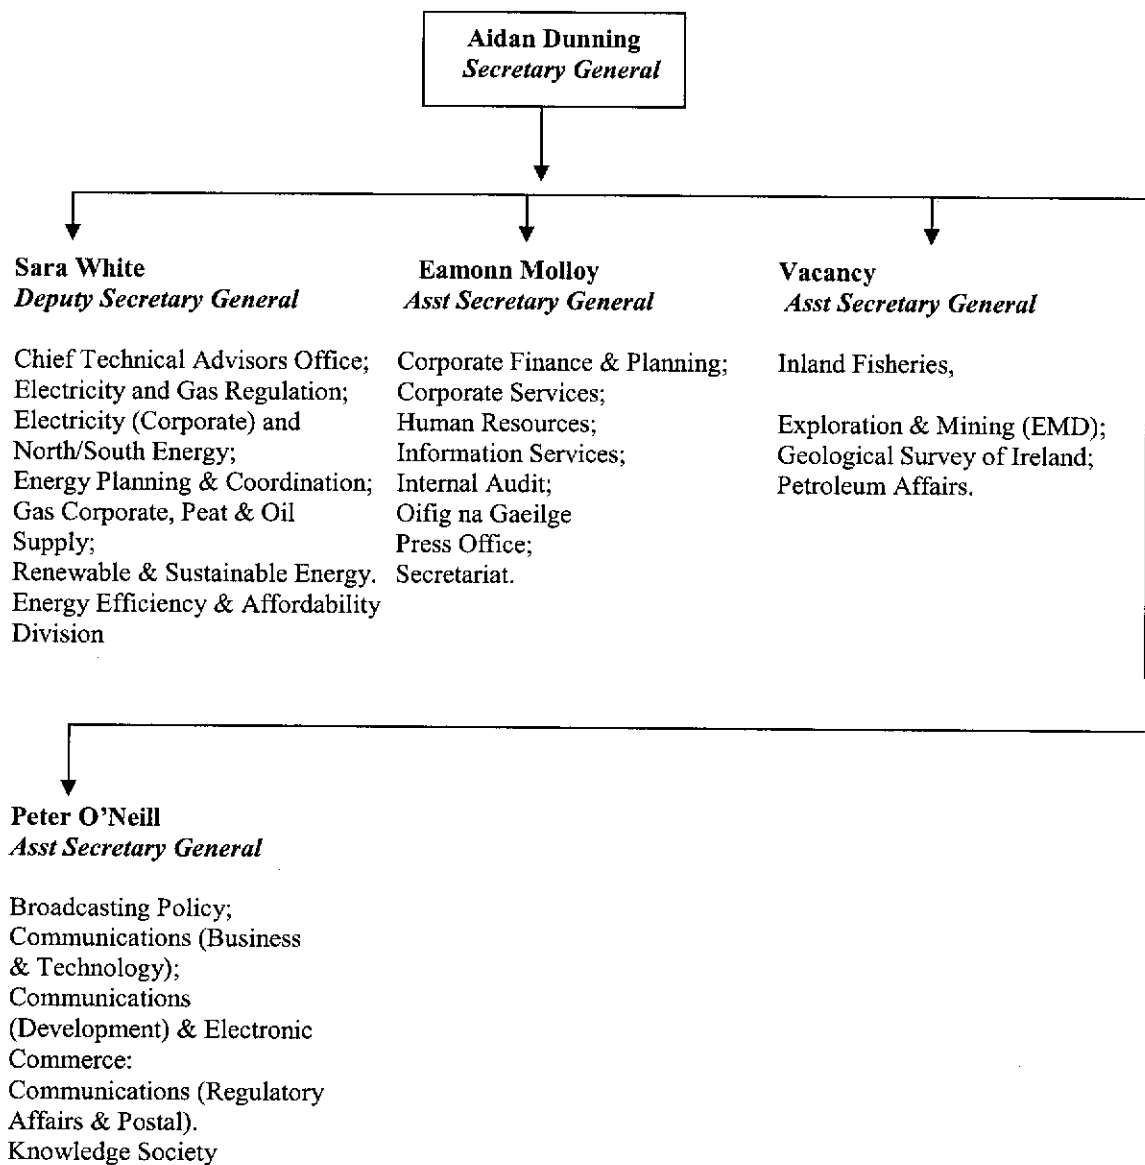 Aidan Dunning
Secretary General
Sara White
Deputy Secretary General
Chief Technical Advisors Office;
Electricity and Gas Regulation;
Electricity (Corporate) and
North/South Energy;
Energy Planning & Coordination;
Gas Corporate, Peat & Oil
Supply;
Renewable & Sustainable Energy.
Energy Efficiency & Affordability
Division
Eamonn Molloy
Asst Secretary General
Corporate Finance & Planning;
Corporate Services;
Human Resources;
Information Services;
Internal Audit;
Oifig na Gaeilge
Press Office;
Secretariat.
Vacancy
Asst Secretary General
Inland Fisheries,
Exploration & Mining (EMD);
Geological Survey of Ireland;
Petroleum Affairs.
Peter O'Neill
Asst Secretary General
Broadcasting Policy;
Communications (Business
& Technology);
Communications
(Development) & Electronic
Commerce:
Communications (Regulatory
Affairs & Postal).
Knowledge Society